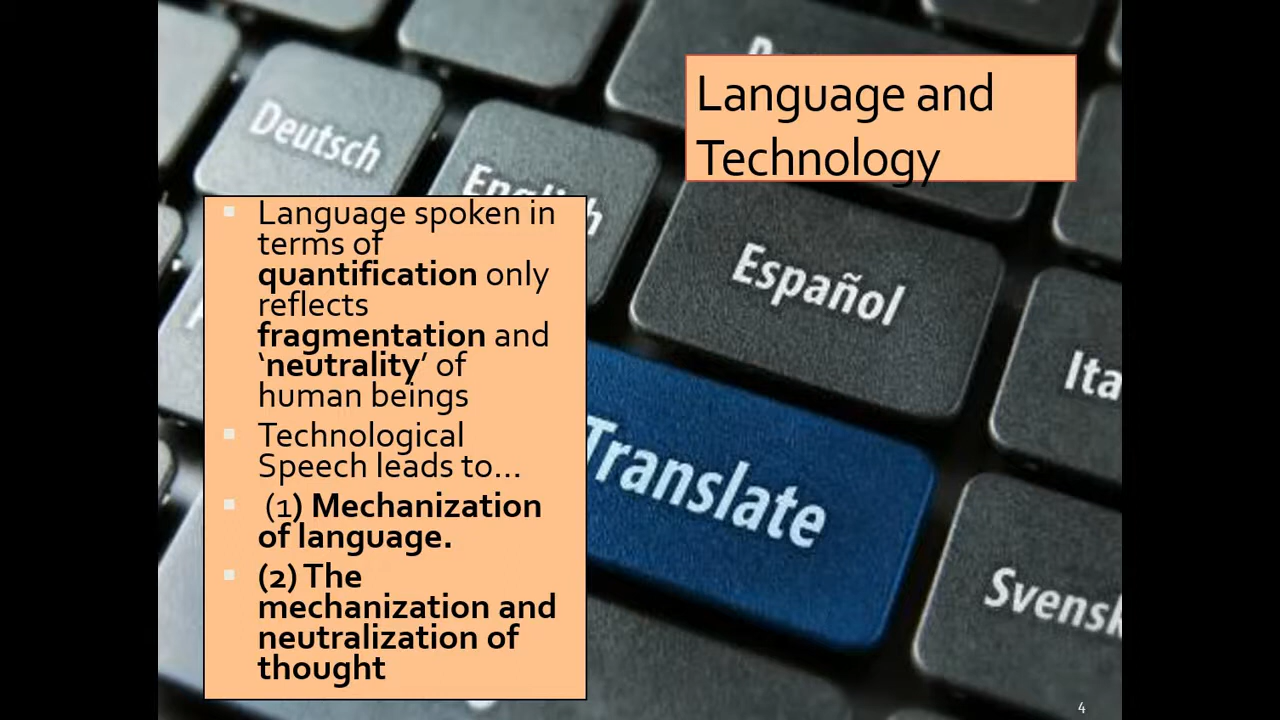 Language and
Technology
Deutsch
English
Español
Translate
Language spoken in
terms of
quantification only
reflects
fragmentation and
‘neutrality’ of
human beings
Technological
Speech leads to...
(1) Mechanization
of language.
(2) The
mechanization and
neutralization of
thought
Ita
Svensk
4